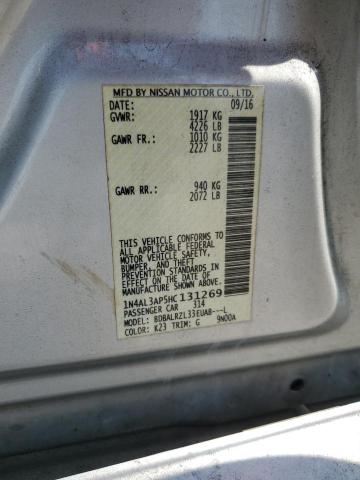 MFD BY NISSAN MOTOR CO., LTD.
DATE: 09/16
GVWR: 1917 KG
4226 LB
GAWR FR.: 1010 KG
2227 LB
GAWR RR.: 940 KG
2072 LB
THIS VEHICLE CONFORMS TO
ALL APPLICABLE FEDERAL
MOTOR VEHICLE SAFETY,
BUMPER, AND THEFT
PREVENTION STANDARDS
IN EFFECT ON THE DATE OF
MANUFACTURE SHOWN ABOVE.
1N4AL3AP5HC131269
PASSENGER CAR 314
MODEL: BDBALRZL33EUAB---L
COLOR: K23 TRIM: G 9N00A